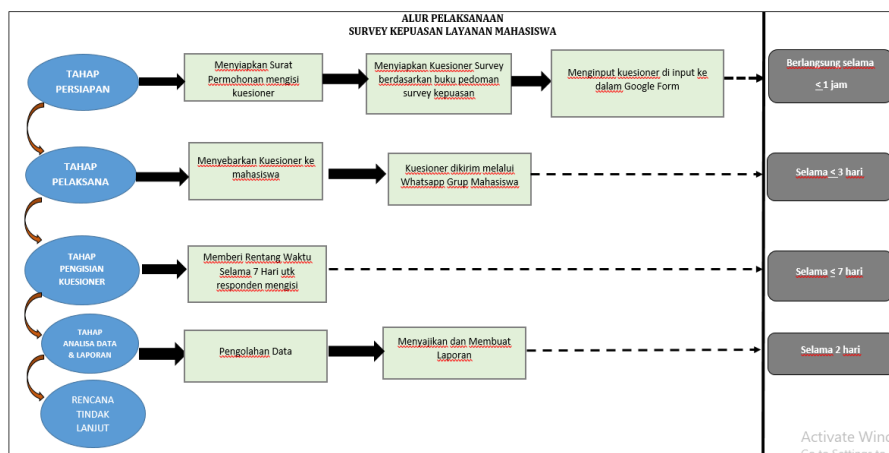 ALUR PELAKSANAAN
SURVEY KEPUASAN LAYANAN MAHASISWA
TAHAP
PERSIAPAN
Menyiapkan Surat
Permohonan mengisi
kuesioner
Menyiapkan Kuesioner Survey
berdasarkan buku pedoman
survey kepuasan
Menginput kuesioner di input ke
dalam Google Form
Berlangsung selama
≤ 1 jam
TAHAP
PELAKSANA
Menyebarkan Kuesioner ke
mahasiswa
Kuesioner dikirim melalui
Whatsapp Grup Mahasiswa
Selama ≤ 3 hari
TAHAP
PENGISIAN
KUESIONER
Memberi Rentang Waktu
Selama 7 Hari utk
responden mengisi
Selama ≤ 7 hari
TAHAP
ANALISA DATA
& LAPORAN
Pengolahan Data
Menyajikan dan Membuat
Laporan
Selama 2 hari
RENCANA
TINDAK
LANJUT
Activate Wind